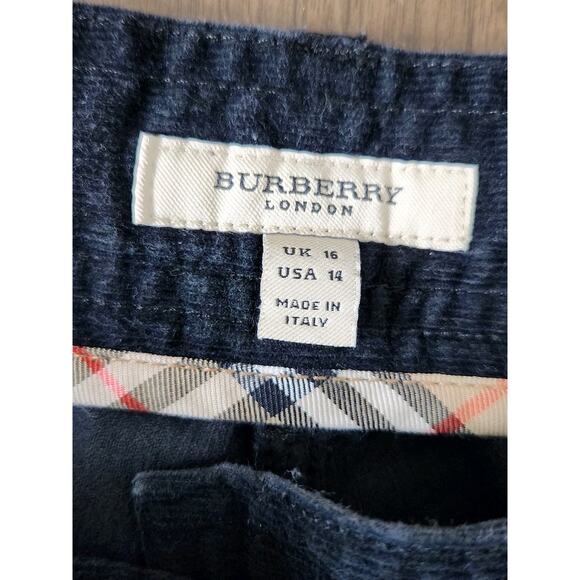 BURBERRY
LONDON
UK 16
USA 14
MADE IN
ITALY